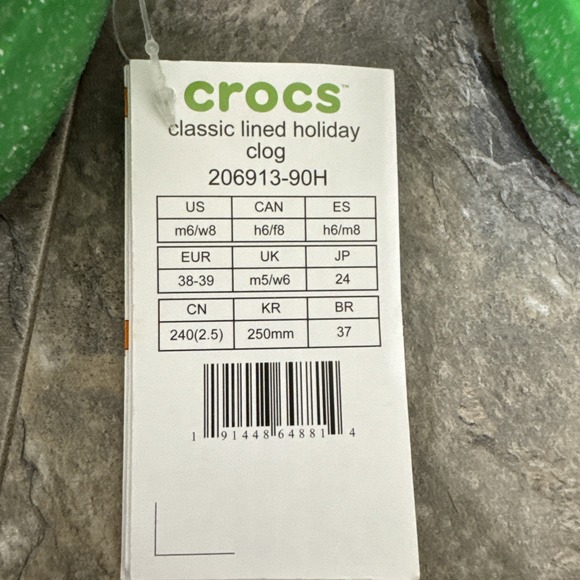 crocs™
classic lined holiday
clog
206913-90H
US CAN ES
m6/w8 h6/f8 h6/m8
EUR UK JP
38-39 m5/w6 24
CN KR BR
240(2.5) 250mm 37
1 91448 64881 4